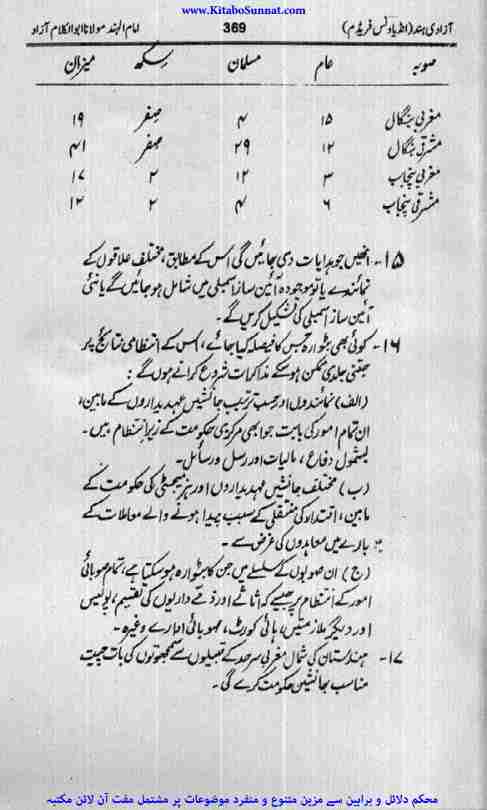 www.KitaboSunnat.com
آزادی ہند (انڈیا ونس فریڈم) 369 امام الہند مولانا ابوالکلام آزاد
صوبہ عام مسلمان سکھ میزان
مغربی بنگال ۱۵ ۴ صفر ۱۹
مشرقی بنگال ۱۲ ۲۹ صفر ۴۱
مغربی پنجاب ۳ ۱۲ ۲ ۱۷
مشرقی پنجاب ۶ ۴ ۲ ۱۲
۱۵- انھیں جو ہدایات دی جائیں گی اُس کے مطابق، مختلف علاقوں کے
نمائندے یا تو موجودہ آئین ساز اسمبلی میں شامل ہو جائیں گے یا نئی
آئین ساز اسمبلی کی تشکیل کریں گے۔
۱۶- کوئی بھی بٹوارہ جس کا فیصلہ کیا جائے، اس کے انتظامی نتائج پر
جتنی جلدی ممکن ہو سکے مذاکرات شروع کرانے ہوں گے:
(الف) نمائندوں اور حسب ترتیب جانشیں عہدیداروں کے مابین،
ان تمام امور کی بابت جو ابھی مرکزی حکومت کے زیر انتظام ہیں۔
بشمول دفاع، مالیات اور رسل و رسائل۔
(ب) مختلف جانشیں عہدیداروں اور ہز میجسٹی کی حکومت کے
مابین، اقتدار کی منتقلی کے سبب پیدا ہونے والے معاملات کے
بارے میں معاہدوں کی غرض سے۔
(ج) ان صوبوں کے سلسلے میں جن کا بٹوارہ ہو سکتا ہے، تمام صوبائی
امور کے انتظام پر جیسے کہ اثاثے اور ذمے داریوں کی تقسیم، پولیس
اور دیگر ملازمتیں، ہائی کورٹ، صوبائی ادارے وغیرہ۔
۱۷- ہندستان کی شمال مغربی سرحد کے قبیلوں سے سمجھوتوں کی بات چیت
مناسب جانشین حکومت کرے گی۔
محکم دلائل و براہین سے مزین متنوع و منفرد موضوعات پر مشتمل مفت آن لائن مکتبہ